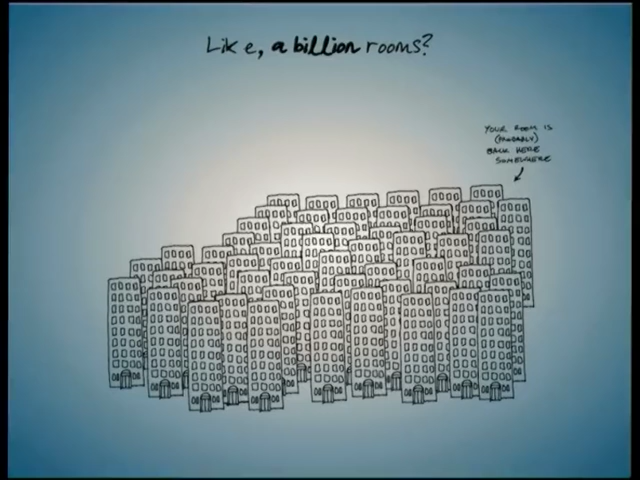 Like, a billion rooms?
YOUR ROOM IS
(PROBABLY)
BACK HERE
SOMEWHERE